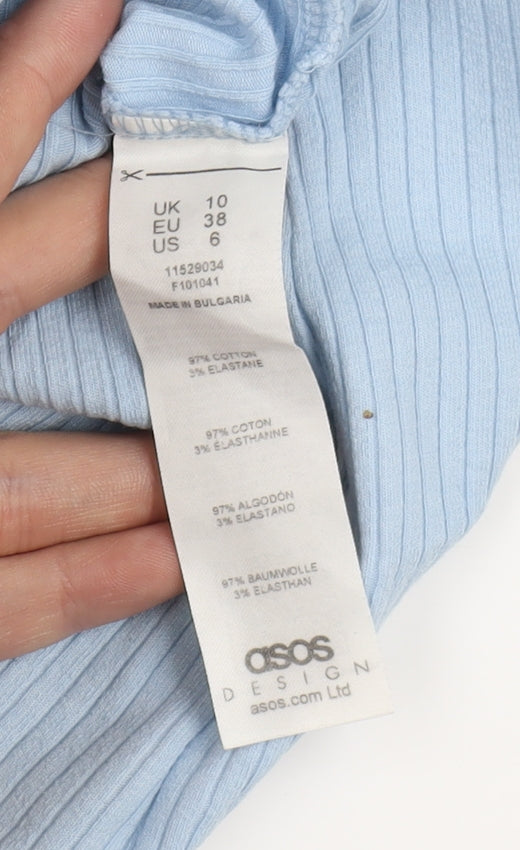 UK 10
EU 38
US 6
11529034
F101041
MADE IN BULGARIA
97% COTTON
3% ELASTANE
97% COTON
3% ELASTHANNE
97% ALGODÓN
3% ELASTANO
97% BAUMWOLLE
3% ELASTHAN
asos
DESIGN
asos.com Ltd